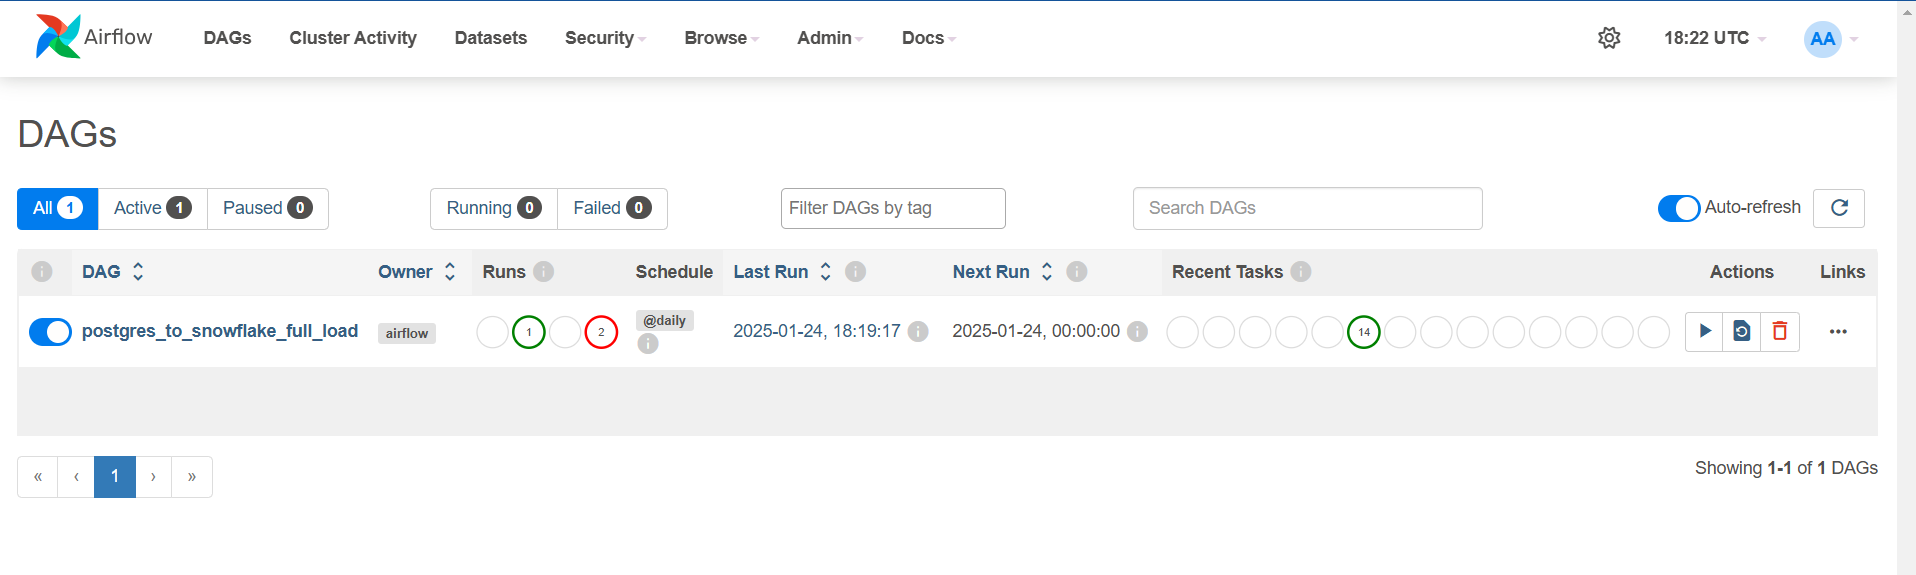 Airflow DAGs Cluster Activity Datasets Security Browse Admin Docs 18:22 UTC AA
DAGs
All 1 Active 1 Paused 0 Running 0 Failed 0 Filter DAGs by tag Search DAGs Auto-refresh
DAG Owner Runs Schedule Last Run Next Run Recent Tasks Actions Links
postgres_to_snowflake_full_load airflow 1 2 @daily 2025-01-24, 18:19:17 2025-01-24, 00:00:00 14
« ‹ 1 › »
Showing 1-1 of 1 DAGs